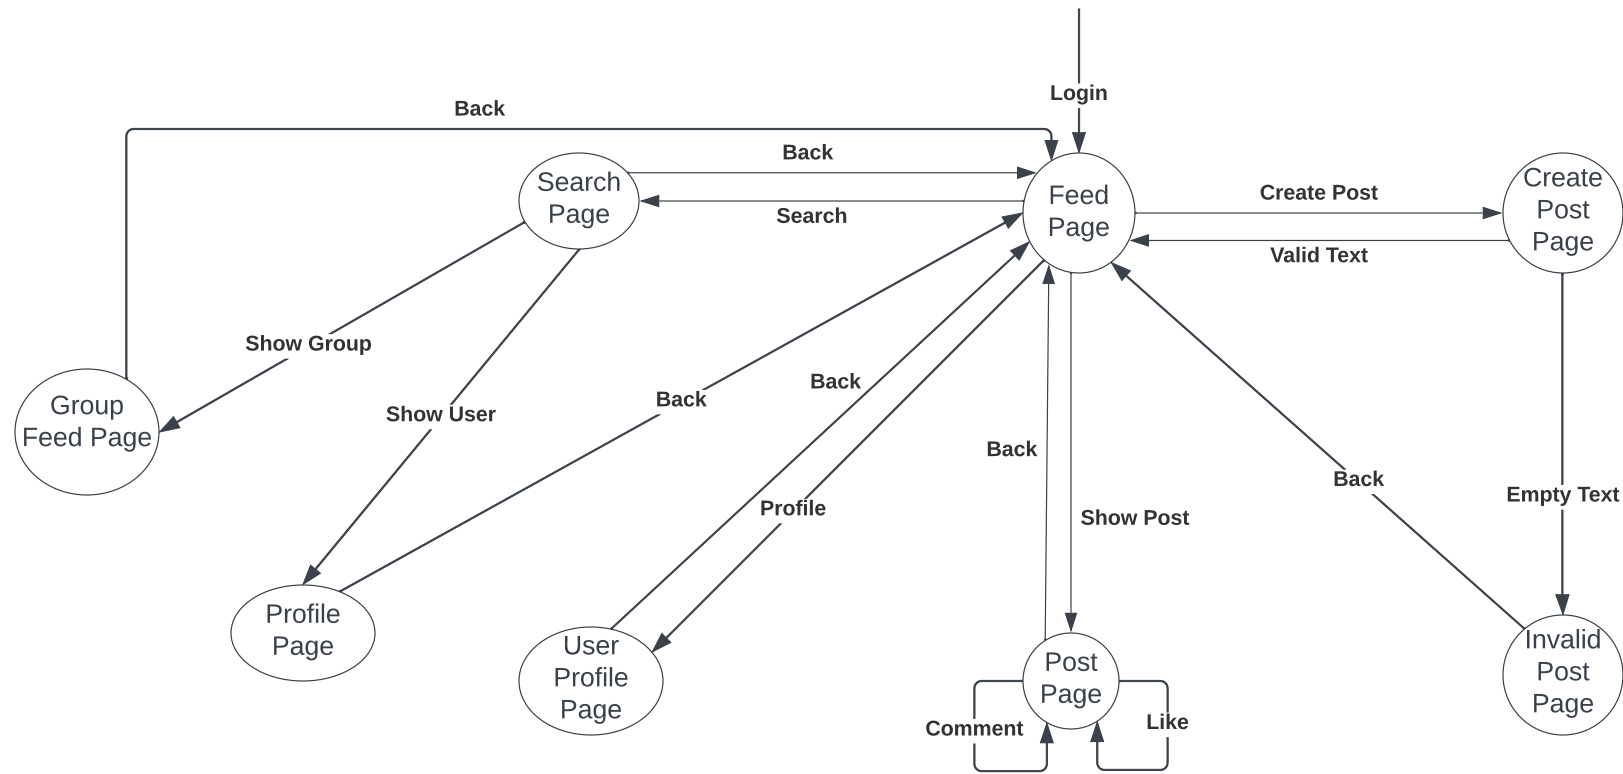 Login
Back
Back
Search
Page
Feed
Page
Create
Post
Page
Create Post
Search
Valid Text
Show Group
Group
Feed Page
Show User
Back
Back
Back
Back
Profile
Show Post
Empty Text
Profile
Page
User
Profile
Page
Post
Page
Invalid
Post
Page
Comment
Like